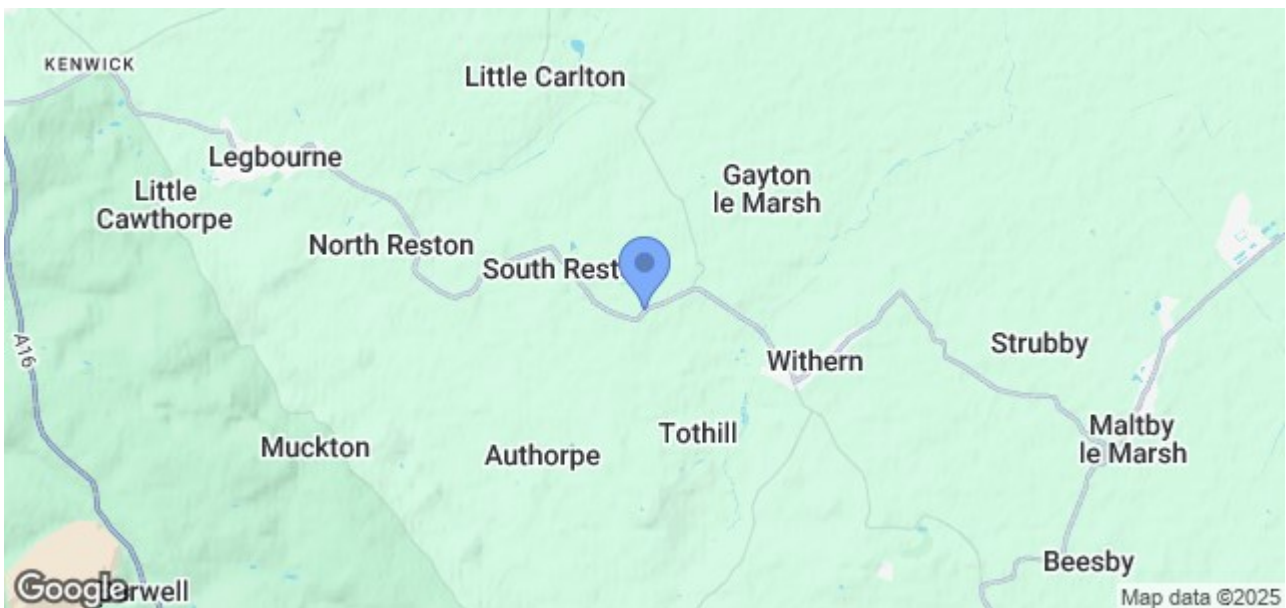 KENWICK
Little Carlton
Legbourne
Gayton
le Marsh
Little
Cawthorpe
North Reston
South Rest
Strubby
A16
Withern
Maltby
le Marsh
Tothill
Muckton
Authorpe
Beesby
Google
Map data ©2025